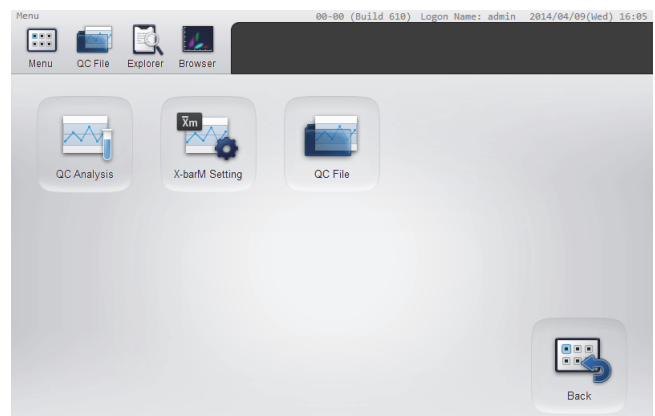 Menu 00-00 (Build 610) Logon Name: admin 2014/04/09(Wed) 16:05
Menu QC File Explorer Browser
Xm
QC Analysis X-barM Setting QC File
Back